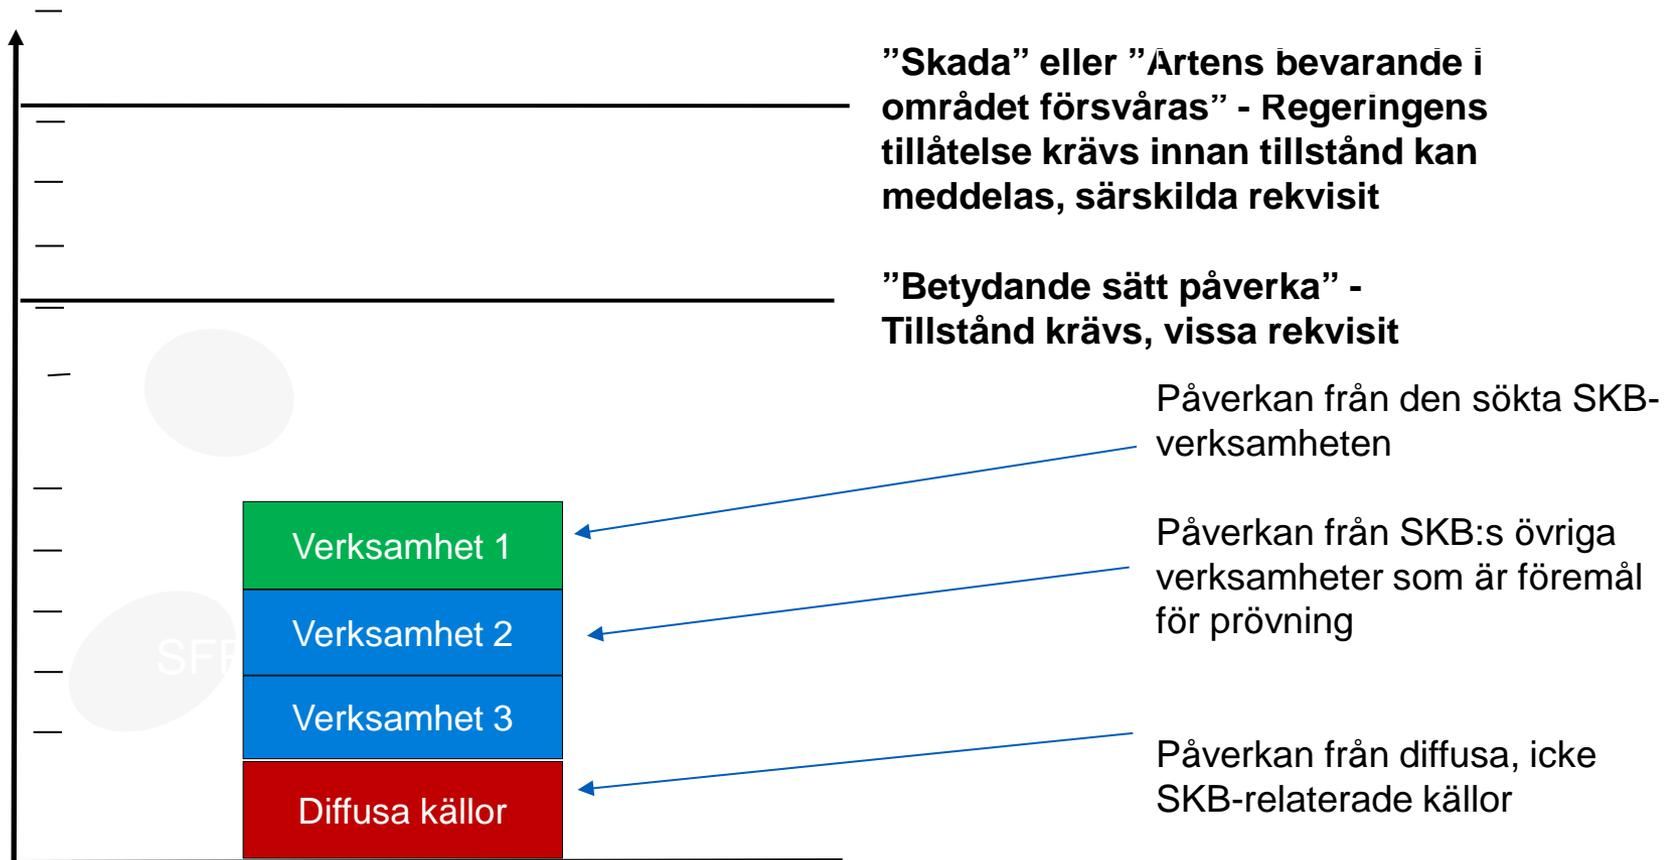 ”Skada” eller ”Artens bevarande i
området försvåras” - Regeringens
tillåtelse krävs innan tillstånd kan
meddelas, särskilda rekvisit
”Betydande sätt påverka” -
Tillstånd krävs, vissa rekvisit
Påverkan från den sökta SKB-
verksamheten
Verksamhet 1
Påverkan från SKB:s övriga
verksamheter som är föremål
för prövning
Verksamhet 2
Verksamhet 3
Påverkan från diffusa, icke
SKB-relaterade källor
Diffusa källor